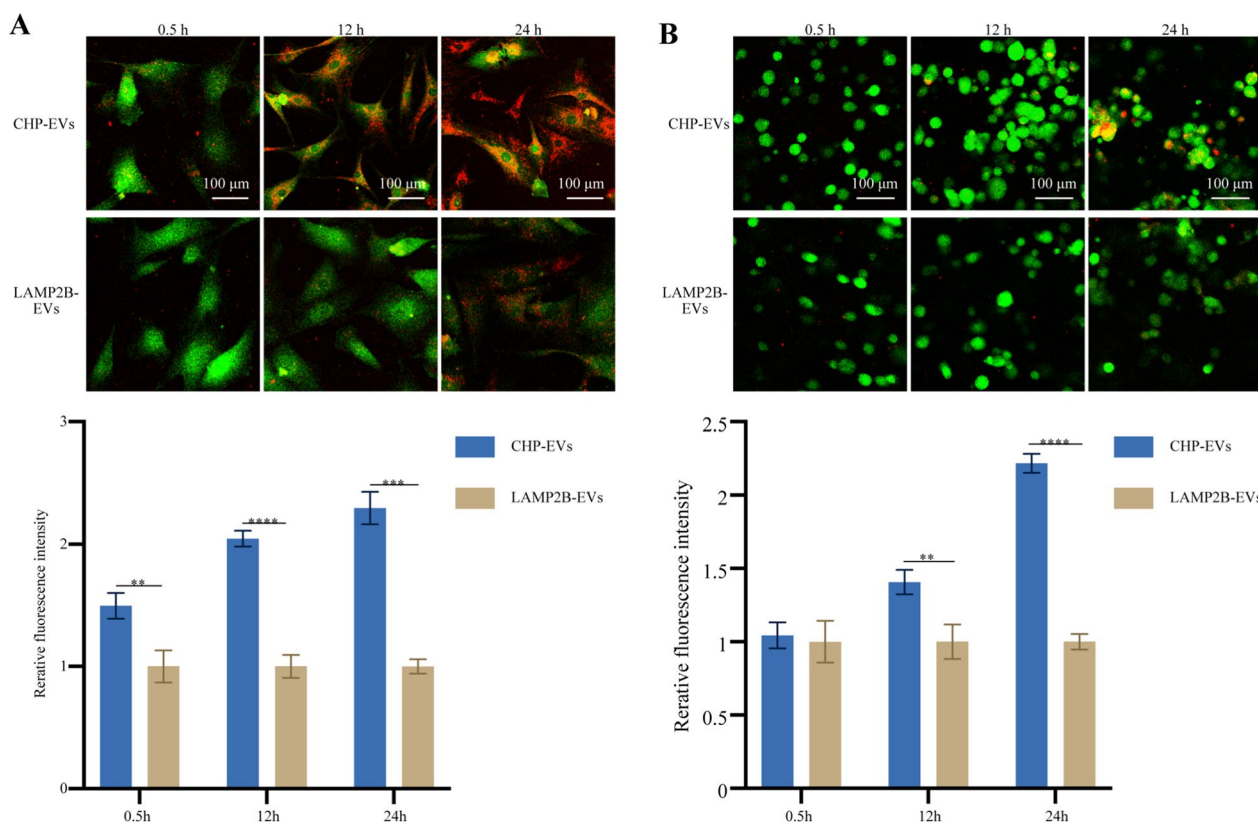 A
0.5 h
12 h
24 h
CHP-EVs
100 μm
100 μm
100 μm
LAMP2B-
EVs
Rerative fluorescence intensity
3
2
1
0
**
****
***
0.5h
12h
24h
CHP-EVs
LAMP2B-EVs
B
0.5 h
12 h
24 h
CHP-EVs
100 μm
100 μm
100 μm
LAMP2B-
EVs
Rerative fluorescence intensity
2.5
2
1.5
1
0.5
0
**
****
0.5h
12h
24h
CHP-EVs
LAMP2B-EVs